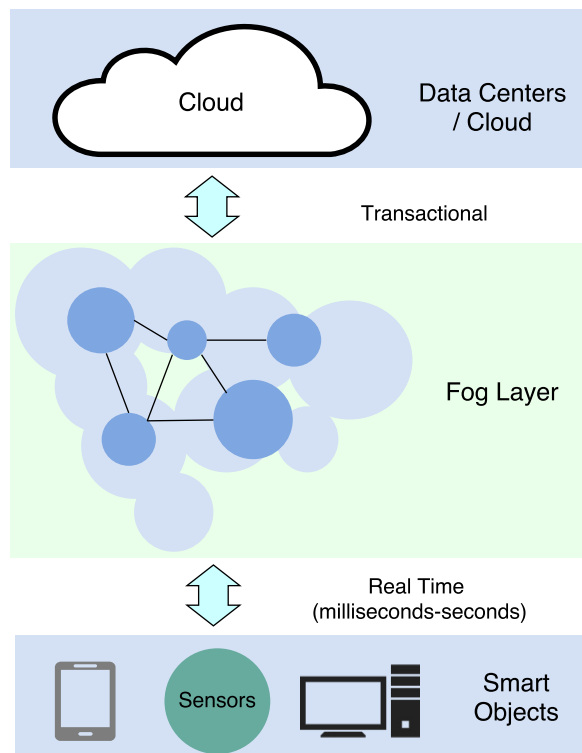 Cloud
Data Centers
/ Cloud
Transactional
Fog Layer
Real Time
(milliseconds-seconds)
Sensors
Smart
Objects